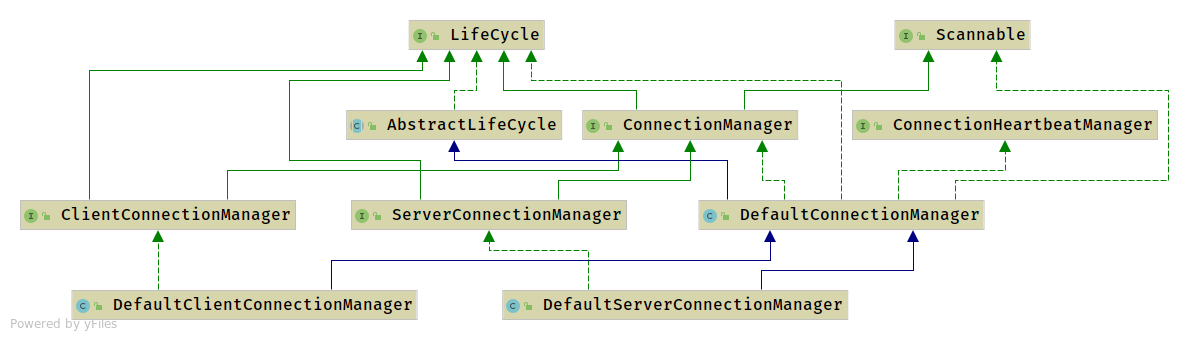 I LifeCycle
I Scannable
C AbstractLifeCycle
I ConnectionManager
I ConnectionHeartbeatManager
I ClientConnectionManager
I ServerConnectionManager
C DefaultConnectionManager
C DefaultClientConnectionManager
C DefaultServerConnectionManager
Powered by yFiles